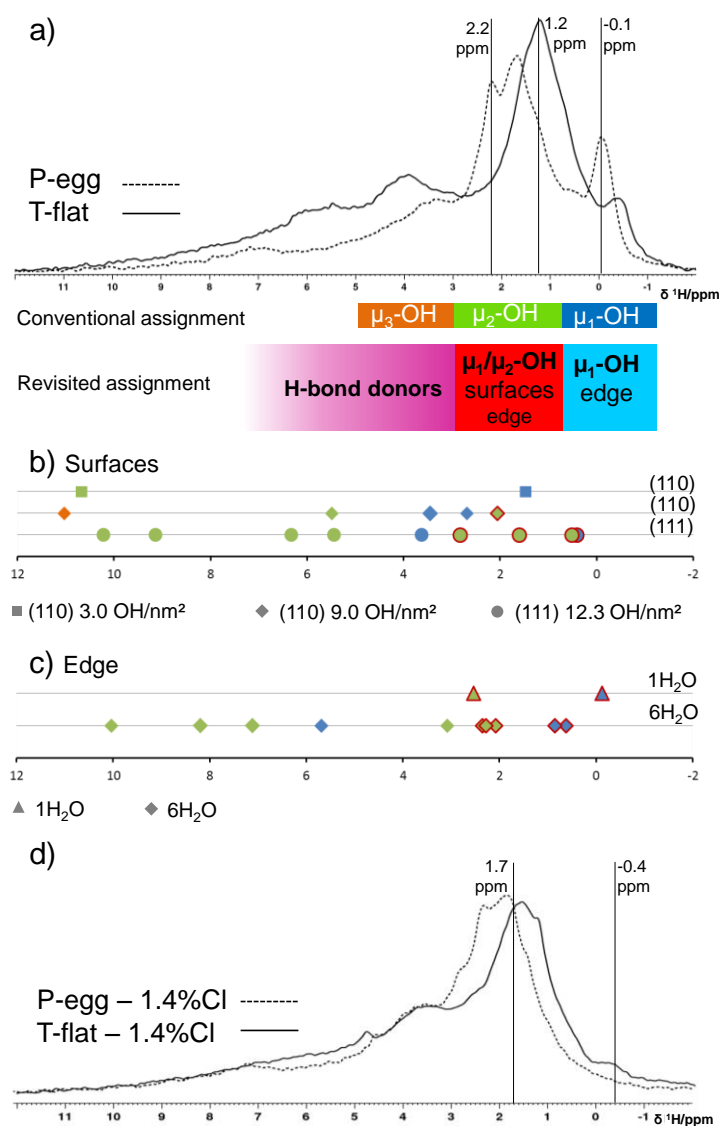 a)
2.2 ppm
1.2 ppm
-0.1 ppm
P-egg
T-flat
11 10 9 8 7 6 5 4 3 2 1 0 -1 δ ¹H/ppm
Conventional assignment
µ₃-OH µ₂-OH µ₁-OH
Revisited assignment
H-bond donors
µ₁/µ₂-OH surfaces edge
µ₁-OH edge
b) Surfaces
(110)
(110)
(111)
12 10 8 6 4 2 0 -2
(110) 3.0 OH/nm² (110) 9.0 OH/nm² (111) 12.3 OH/nm²
c) Edge
1H₂O
6H₂O
12 10 8 6 4 2 0 -2
1H₂O 6H₂O
d)
1.7 ppm
-0.4 ppm
P-egg – 1.4%Cl
T-flat – 1.4%Cl
11 10 9 8 7 6 5 4 3 2 1 0 -1 δ ¹H/ppm